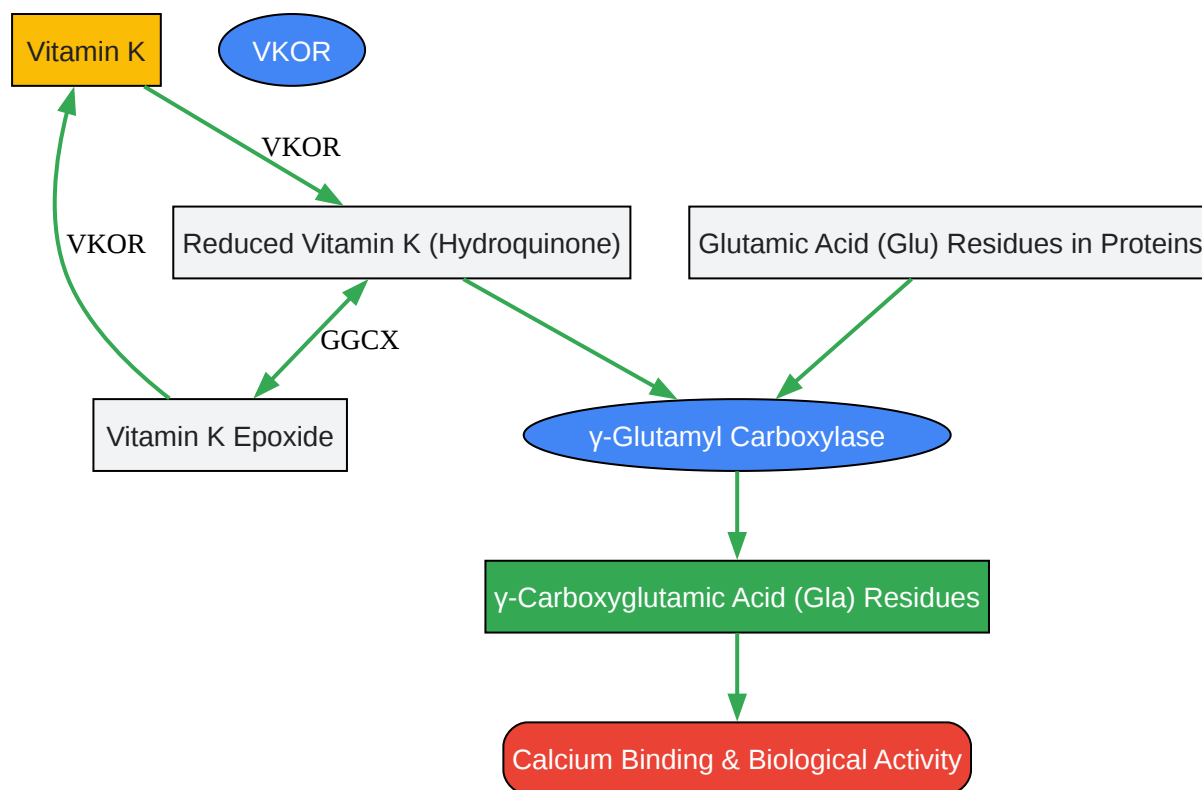 Vitamin K
VKOR
VKOR
VKOR
Reduced Vitamin K (Hydroquinone)
Glutamic Acid (Glu) Residues in Proteins
GGCX
Vitamin K Epoxide
γ-Glutamyl Carboxylase
γ-Carboxyglutamic Acid (Gla) Residues
Calcium Binding & Biological Activity